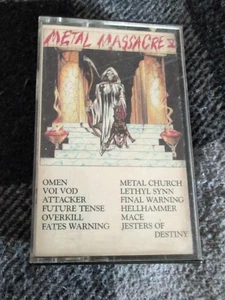 METAL MASSACRE V
OMEN
VOI VOD
ATTACKER
FUTURE TENSE
OVERKILL
FATES WARNING
METAL CHURCH
LETHYL SYNN
FINAL WARNING
HELLHAMMER
MACE
JESTERS OF
DESTINY